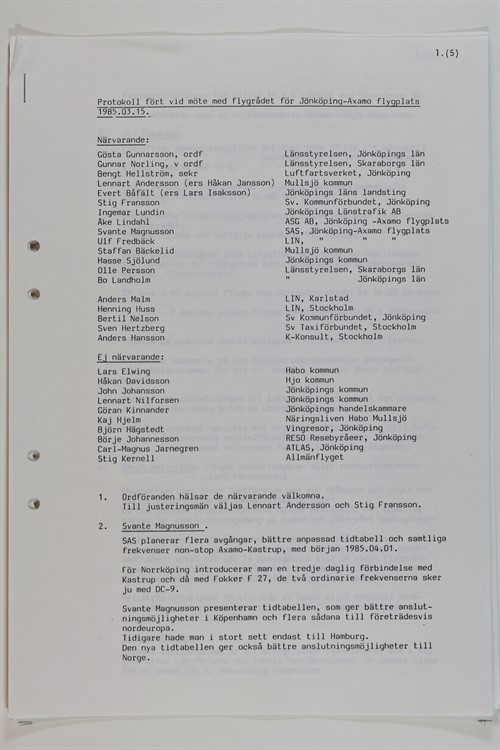 1.(5)
Protokoll fört vid möte med flygrådet för Jönköping-Axamo flygplats
1985.03.15.
Närvarande:
Gösta Gunnarsson, ordf Länsstyrelsen, Jönköpings län
Gunnar Norling, v ordf Länsstyrelsen, Skaraborgs län
Bengt Hellström, sekr Luftfartsverket, Jönköping
Lennart Andersson (ers Håkan Jansson) Mullsjö kommun
Evert Båfält (ers Lars Isaksson) Jönköpings läns landsting
Stig Fransson Sv. Kommunförbundet, Jönköping
Ingemar Lundin Jönköpings Länstrafik AB
Åke Lindahl ASG AB, Jönköping -Axamo flygplats
Svante Magnusson SAS, Jönköping-Axamo flygplats
Ulf Fredbäck LIN, " " "
Staffan Bäckelid Mullsjö kommun
Hasse Sjölund Jönköpings kommun
Olle Persson Länsstyrelsen, Skaraborgs län
Bo Landholm " Jönköpings län
Anders Malm LIN, Karlstad
Henning Huss LIN, Stockholm
Bertil Nelson Sv Kommunförbundet, Jönköping
Sven Hertzberg Sv Taxiförbundet, Stockholm
Anders Hansson K-Konsult, Stockholm
Ej närvarande:
Lars Elwing Habo kommun
Håkan Davidsson Hjo kommun
John Johansson Jönköpings kommun
Lennart Nilforsen Jönköpings kommun
Göran Kinnander Jönköpings handelskammare
Kaj Hjelm Näringsliven Habo Mullsjö
Björn Hägstedt Vingresor, Jönköping
Börje Johannesson RESO Resebyråeer, Jönköping
Carl-Magnus Jarnegren ATLAS, Jönköping
Stig Kernell Allmänflyget
1. Ordföranden hälsar de närvarande välkomna.
Till justeringsmän väljas Lennart Andersson och Stig Fransson.
2. Svante Magnusson .
SAS planerar flera avgångar, bättre anpassad tidtabell och samtliga
frekvenser non-stop Axamo-Kastrup, med början 1985.04.01.
För Norrköping introducerar man en tredje daglig förbindelse med
Kastrup och då med Fokker F 27, de två ordinarie frekvenserna sker
ju med DC-9.
Svante Magnusson presenterar tidtabellen, som ger bättre anslut-
ningsmöjligheter i Köpenhamn och flera sådana till företrädesvis
nordeuropa.
Tidigare hade man i stort sett endast till Hamburg.
Den nya tidtabellen ger också bättre anslutningsmöjligheter till
Norge.